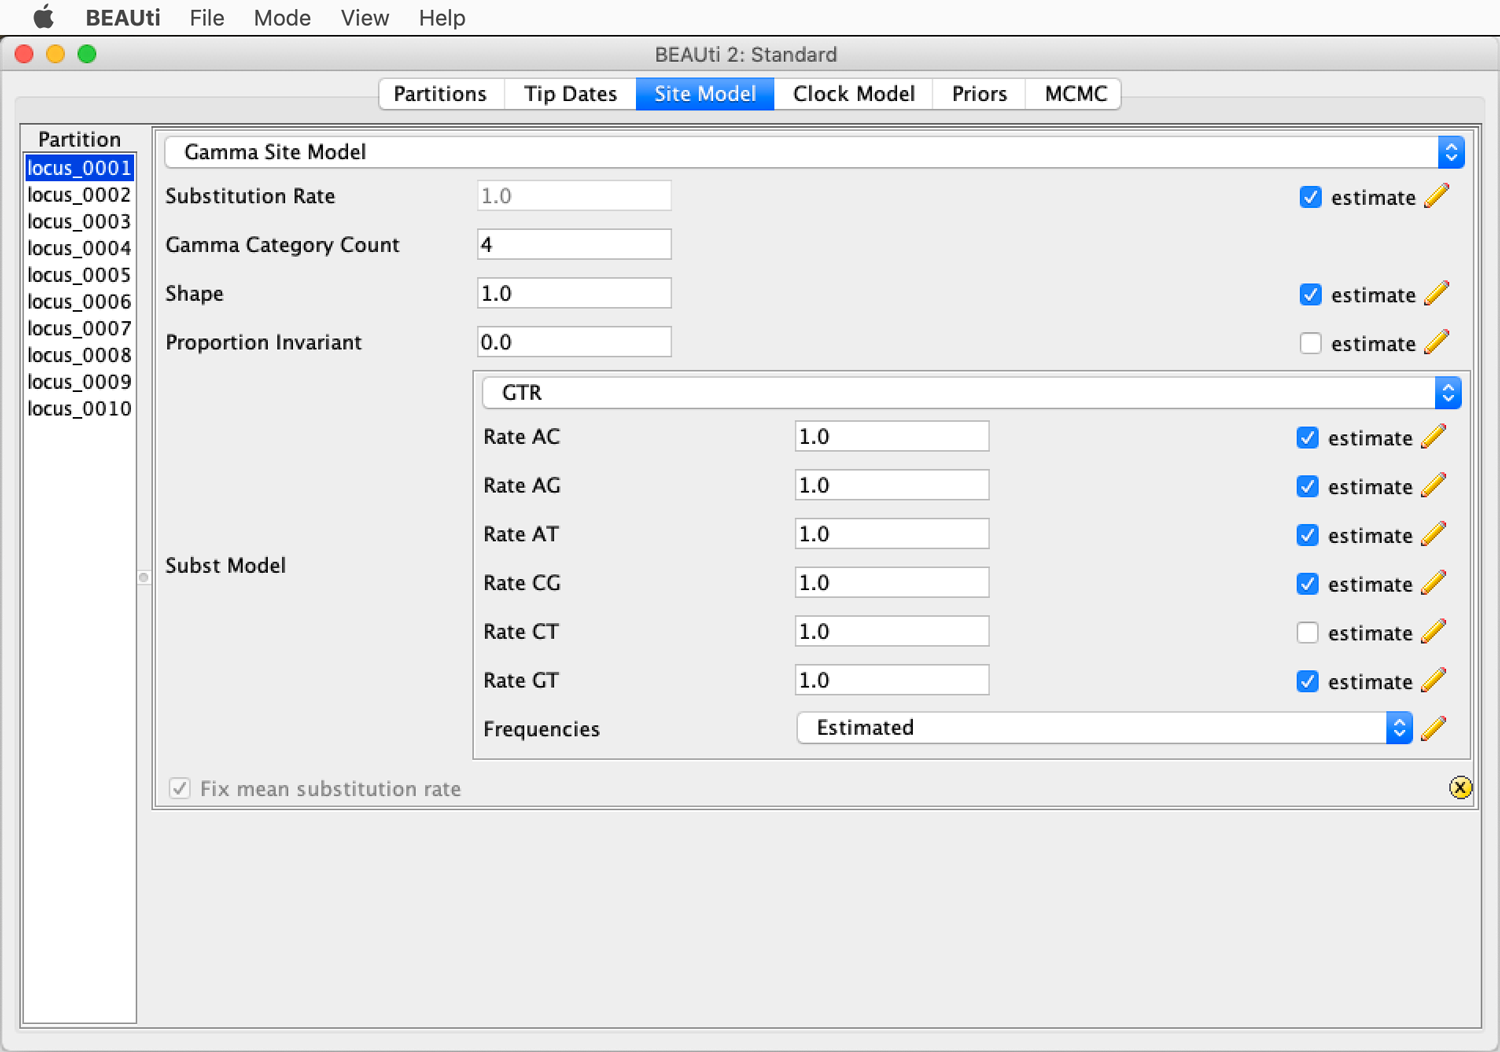 BEAUti File Mode View Help
BEAUti 2: Standard
Partitions Tip Dates Site Model Clock Model Priors MCMC
Partition
locus_0001
locus_0002
locus_0003
locus_0004
locus_0005
locus_0006
locus_0007
locus_0008
locus_0009
locus_0010
Gamma Site Model
Substitution Rate 1.0 estimate
Gamma Category Count 4
Shape 1.0 estimate
Proportion Invariant 0.0 estimate
Subst Model
GTR
Rate AC 1.0 estimate
Rate AG 1.0 estimate
Rate AT 1.0 estimate
Rate CG 1.0 estimate
Rate CT 1.0 estimate
Rate GT 1.0 estimate
Frequencies Estimated
Fix mean substitution rate